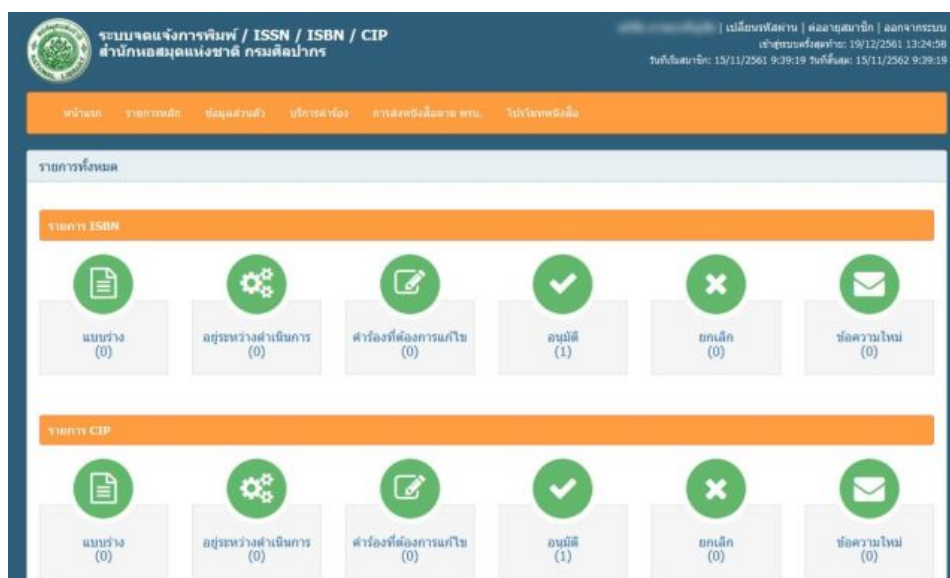 ระบบจดแจ้งการพิมพ์ / ISSN / ISBN / CIP
สำนักหอสมุดแห่งชาติ กรมศิลปากร
| เปลี่ยนรหัสผ่าน | ต่ออายุสมาชิก | ออกจากระบบ
เข้าสู่ระบบครั้งสุดท้าย: 19/12/2561 13:24:58
วันที่เริ่มสมาชิก: 15/11/2561 9:39:19 วันที่สิ้นสุด: 15/11/2562 9:39:19
หน้าแรก รายการหลัก ข้อมูลส่วนตัว บริการคำร้อง การส่งหนังสือตาม พรบ. ไปรโยทหนังสือ
รายการทั้งหมด
รายการ ISBN
แบบร่าง อยู่ระหว่างดำเนินการ คำร้องที่ต้องการแก้ไข อนุมัติ ยกเลิก ข้อความใหม่
(0) (0) (0) (1) (0) (0)
รายการ CIP
แบบร่าง อยู่ระหว่างดำเนินการ คำร้องที่ต้องการแก้ไข อนุมัติ ยกเลิก ข้อความใหม่
(0) (0) (0) (1) (0) (0)